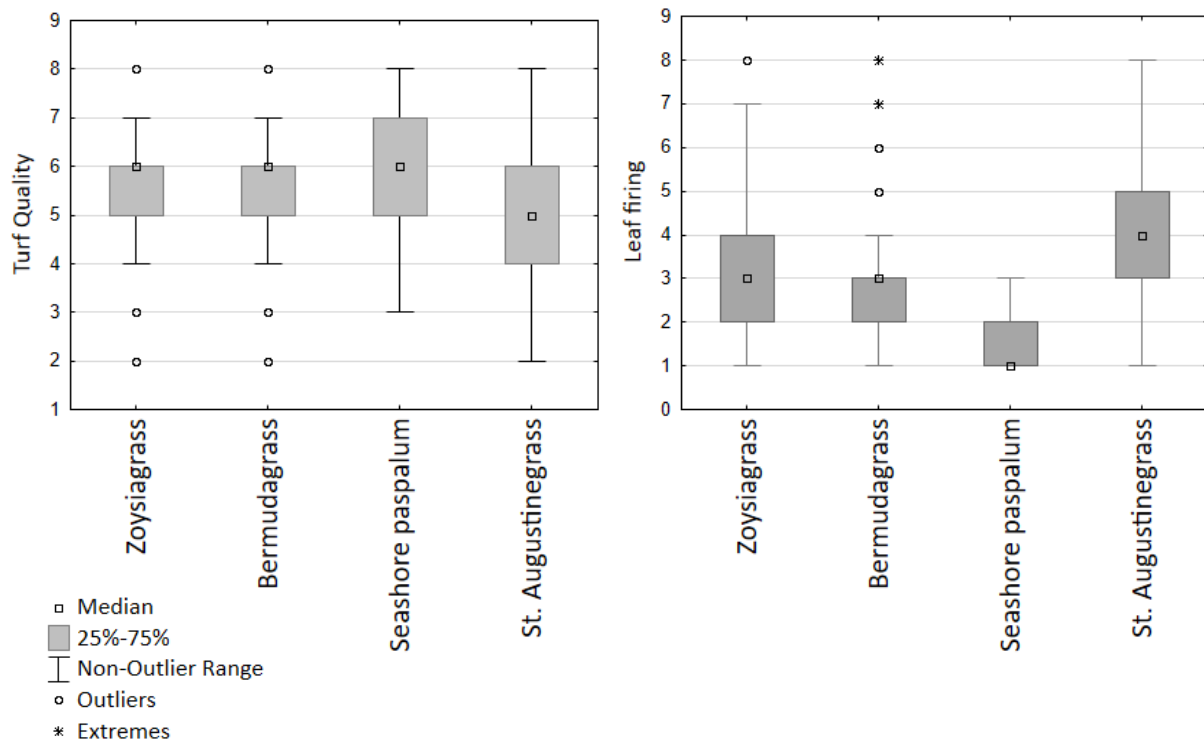 Turf Quality
9
8
7
6
5
4
3
2
1
Zoysiagrass
Bermudagrass
Seashore paspalum
St. Augustinegrass
Leaf firing
9
8
7
6
5
4
3
2
1
0
Zoysiagrass
Bermudagrass
Seashore paspalum
St. Augustinegrass
Median
25%-75%
Non-Outlier Range
Outliers
Extremes